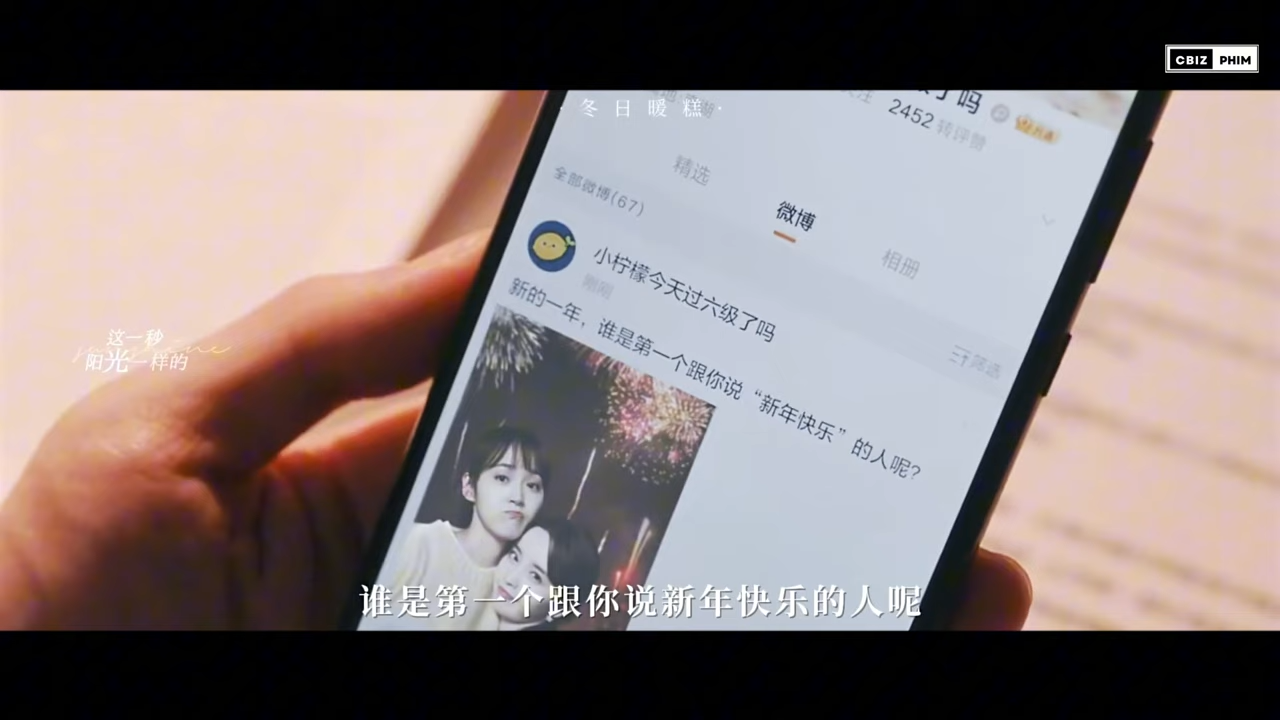 CBIZ PHIM
·冬日暖糕·
了吗
2452 转评赞
精选
微博
相册
全部微博(67)
筛选
小柠檬今天过六级了吗
刚刚
新的一年，谁是第一个跟你说“新年快乐”的人呢？
这一秒
阳光一样的
谁是第一个跟你说新年快乐的人呢